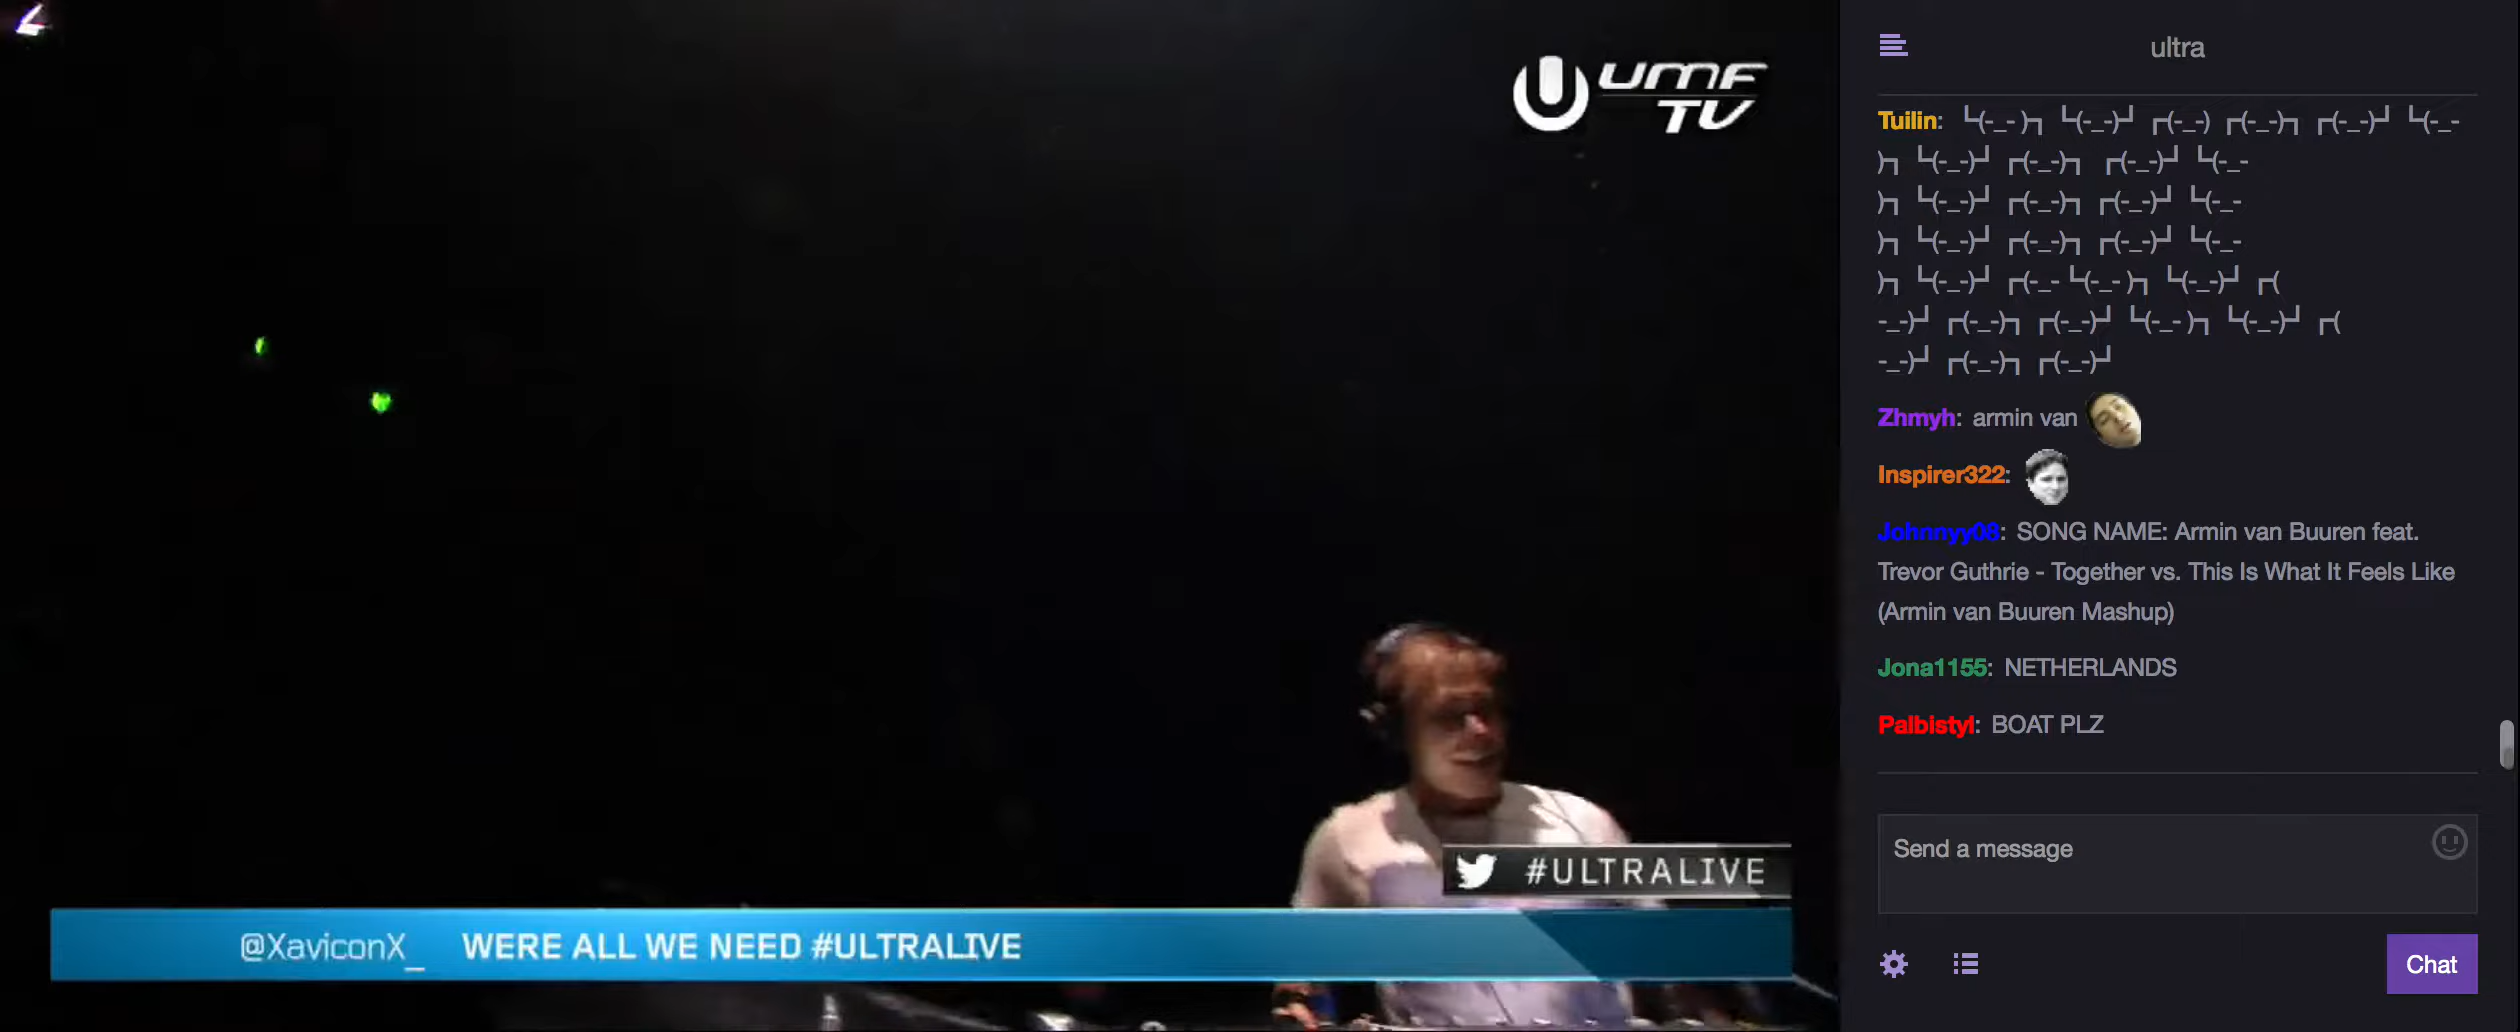 UMF
TV
ultra
Tuilin: ┗(-_- )┓ ┗(-_-)┛ ┏(-_-) ┏(-_-)┓ ┏(-_-)┛ ┗(-_-
)┓ ┗(-_-)┛ ┏(-_-)┓ ┏(-_-)┛ ┗(-_-
)┓ ┗(-_-)┛ ┏(-_-)┓ ┏(-_-)┛ ┗(-_-
)┓ ┗(-_-)┛ ┏(-_-)┓ ┏(-_-)┛ ┗(-_-
)┓ ┗(-_-)┛ ┏(-_- ┗(-_- )┓ ┗(-_-)┛ ┏(
-_-)┛ ┏(-_-)┓ ┏(-_-)┛ ┗(-_- )┓ ┗(-_-)┛ ┏(
-_-)┛ ┏(-_-)┓ ┏(-_-)┛
Zhmyh: armin van
Inspirer322:
Johnnyy08: SONG NAME: Armin van Buuren feat.
Trevor Guthrie - Together vs. This Is What It Feels Like
(Armin van Buuren Mashup)
Jona1155: NETHERLANDS
Palbistyl: BOAT PLZ
Send a message
Chat
#ULTRALIVE
@XaviconX_ WERE ALL WE NEED #ULTRALIVE